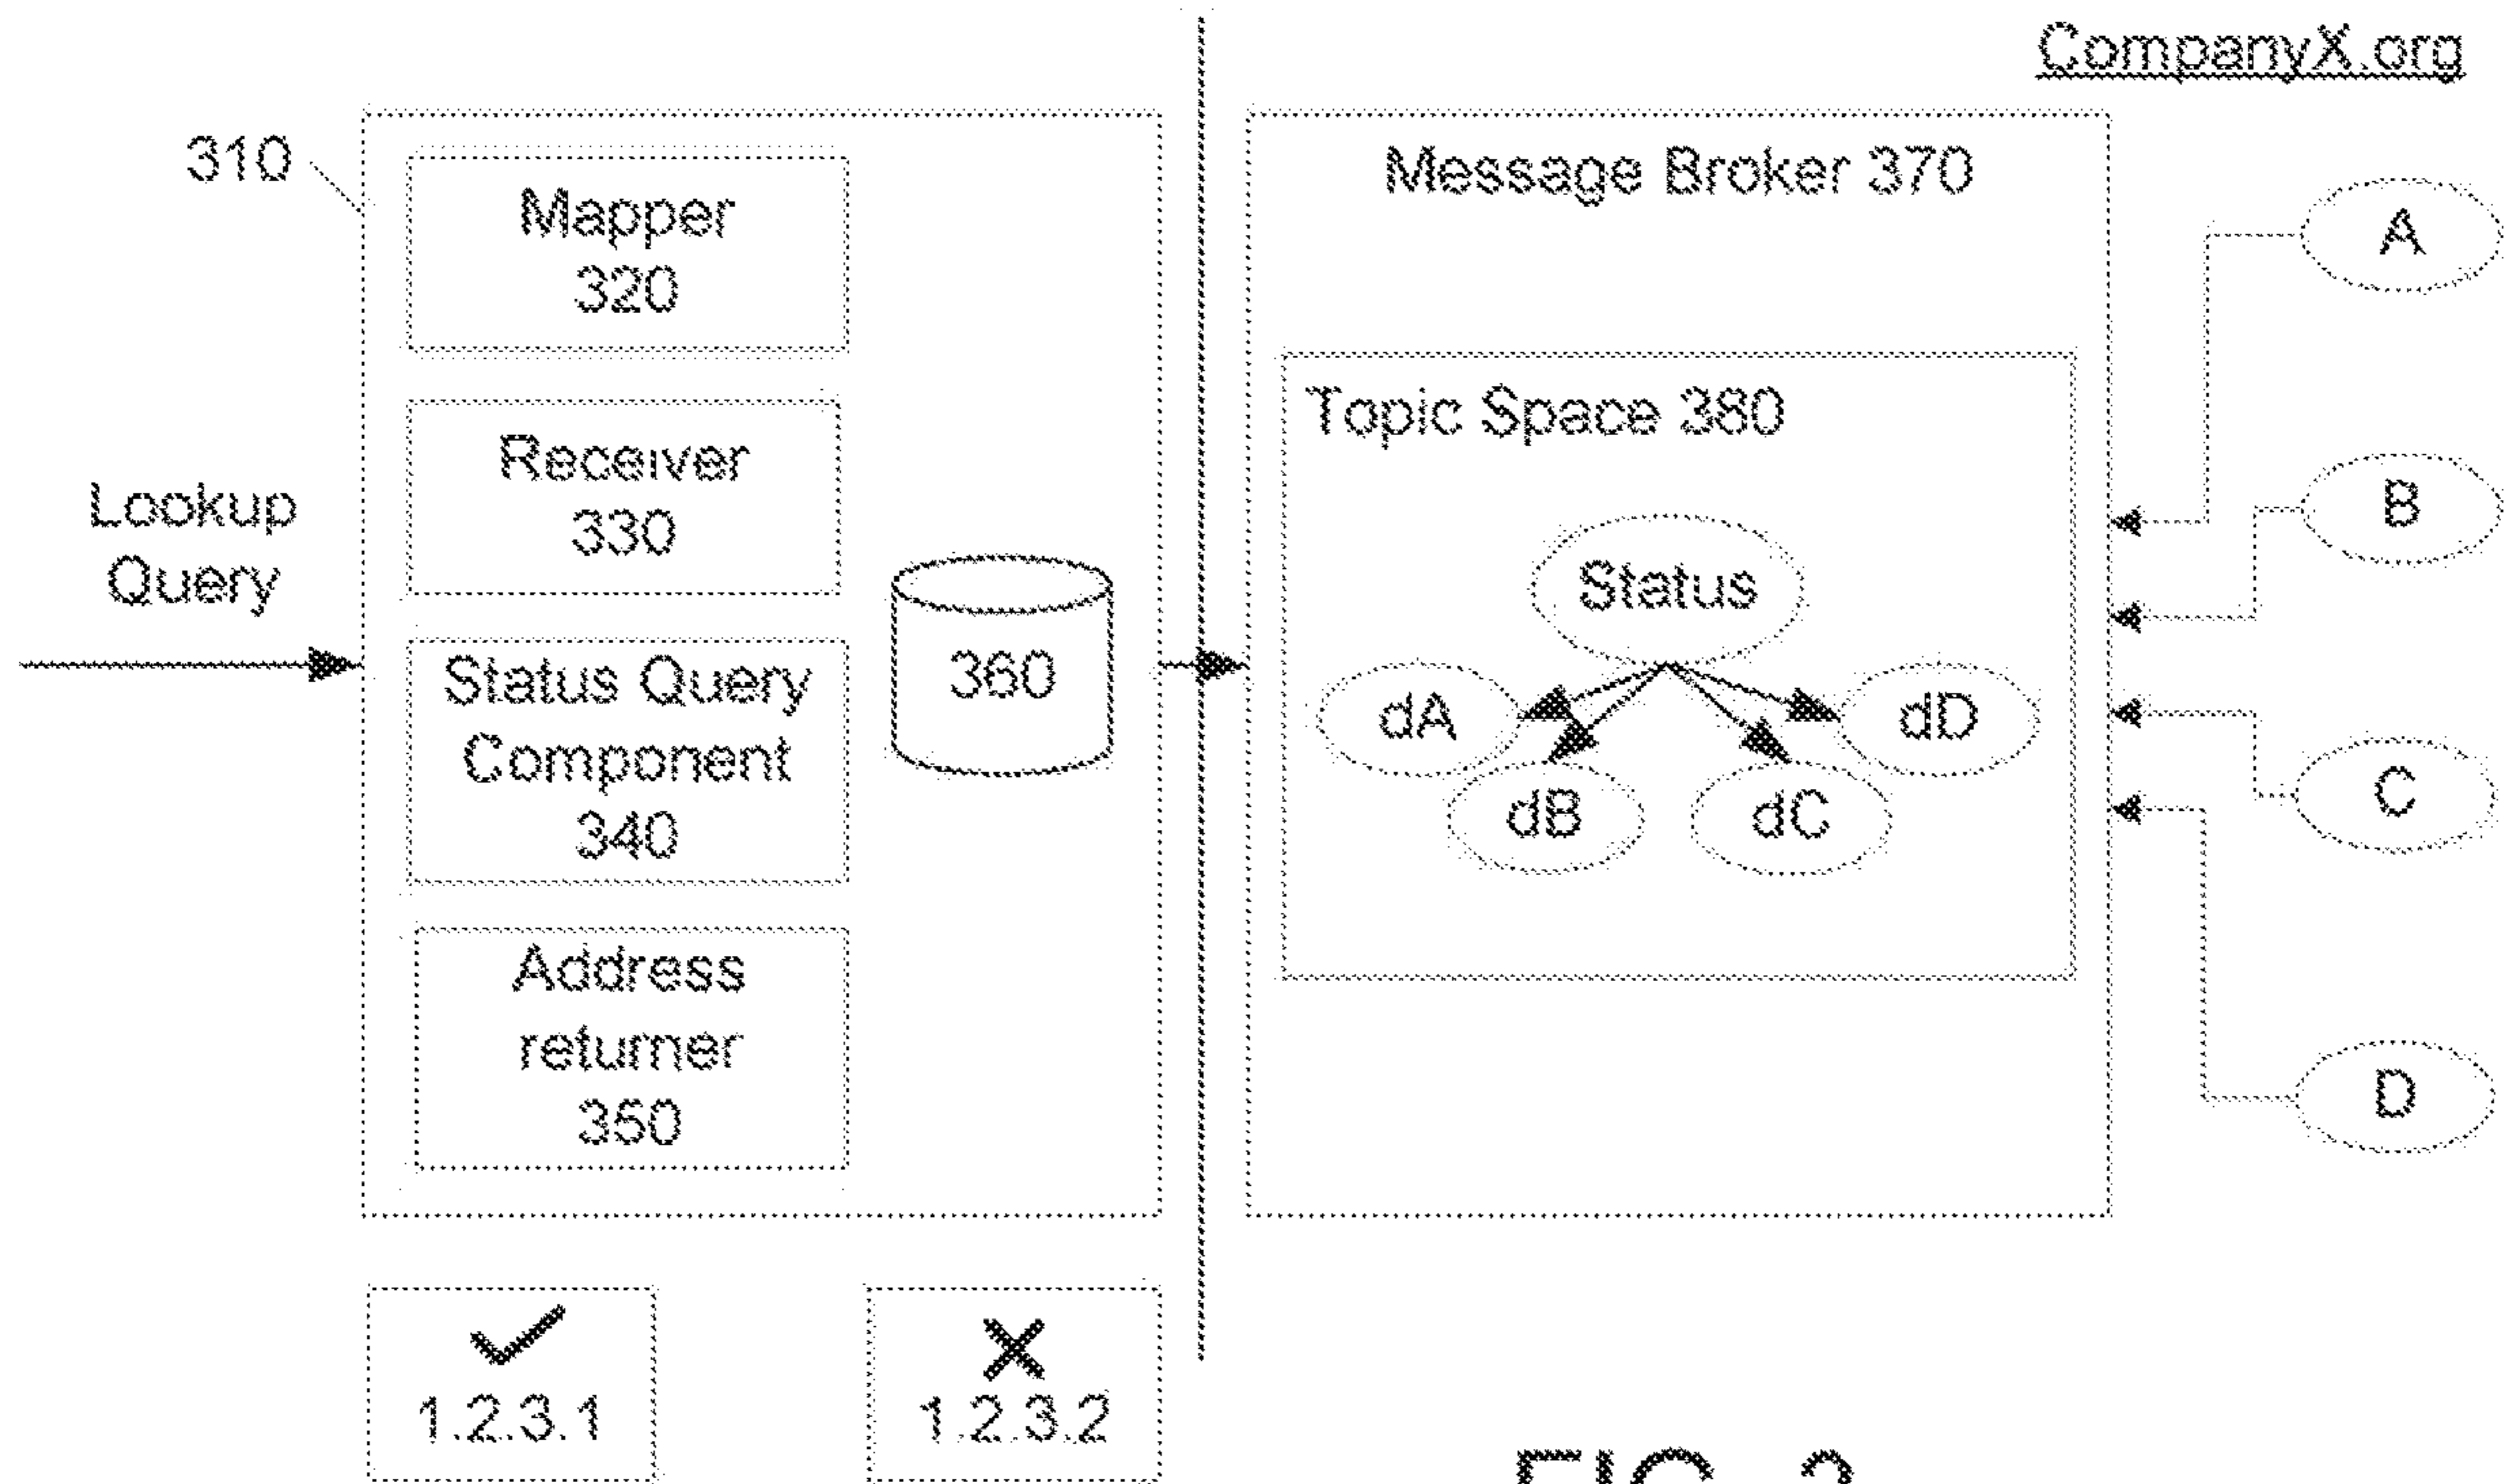 CompanyX.org
310
Mapper
320
Receiver
330
Status Query
Component
340
Address
returner
350
360
Lookup
Query
Message Broker 370
Topic Space 380
Status
dA
dB
dC
dD
A
B
C
D
1.2.3.1
1.2.3.2